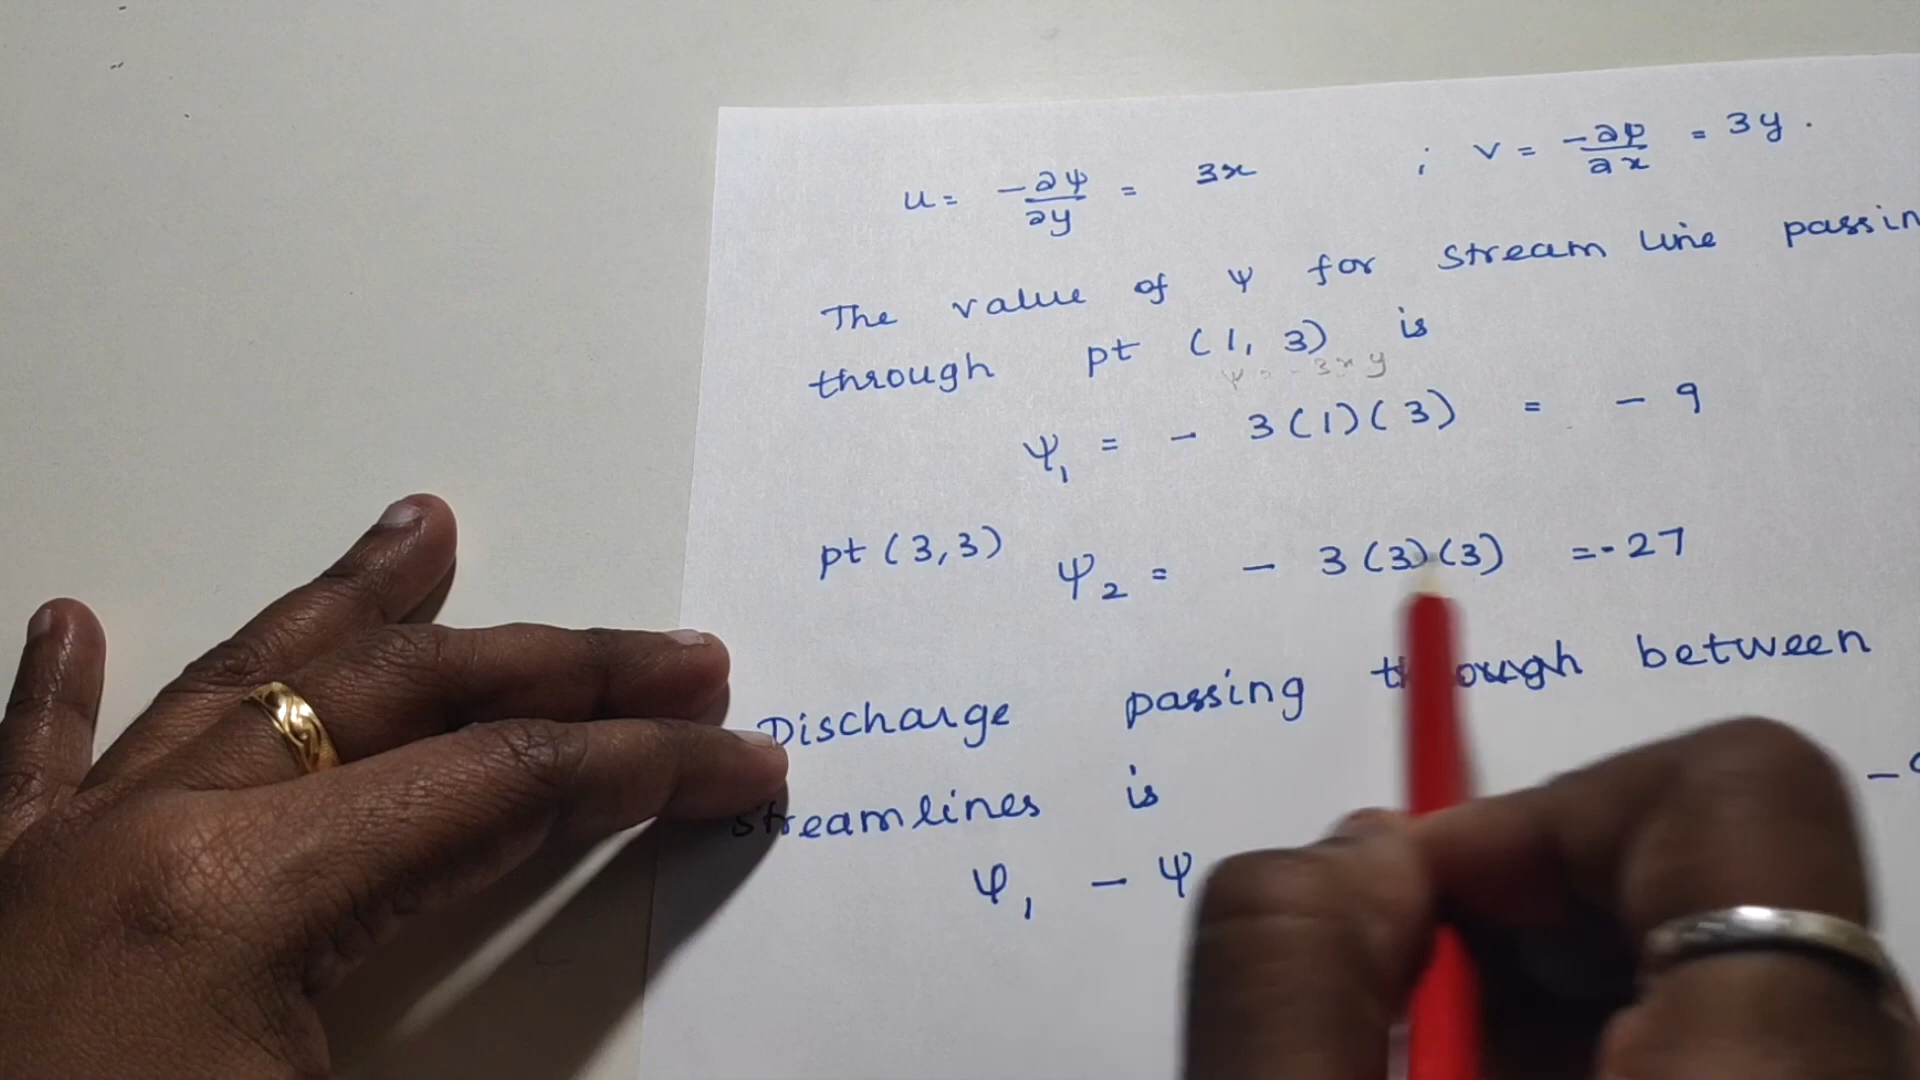 u = -∂ψ/∂y = 3x ; v = -∂p/∂x = 3y .
The value of ψ for stream line passin
through pt (1, 3) is
ψ = -3xy
ψ₁ = - 3(1)(3) = - 9
pt (3,3) ψ₂ = - 3(3)(3) = -27
Discharge passing through between
streamlines is
ψ₁ - ψ